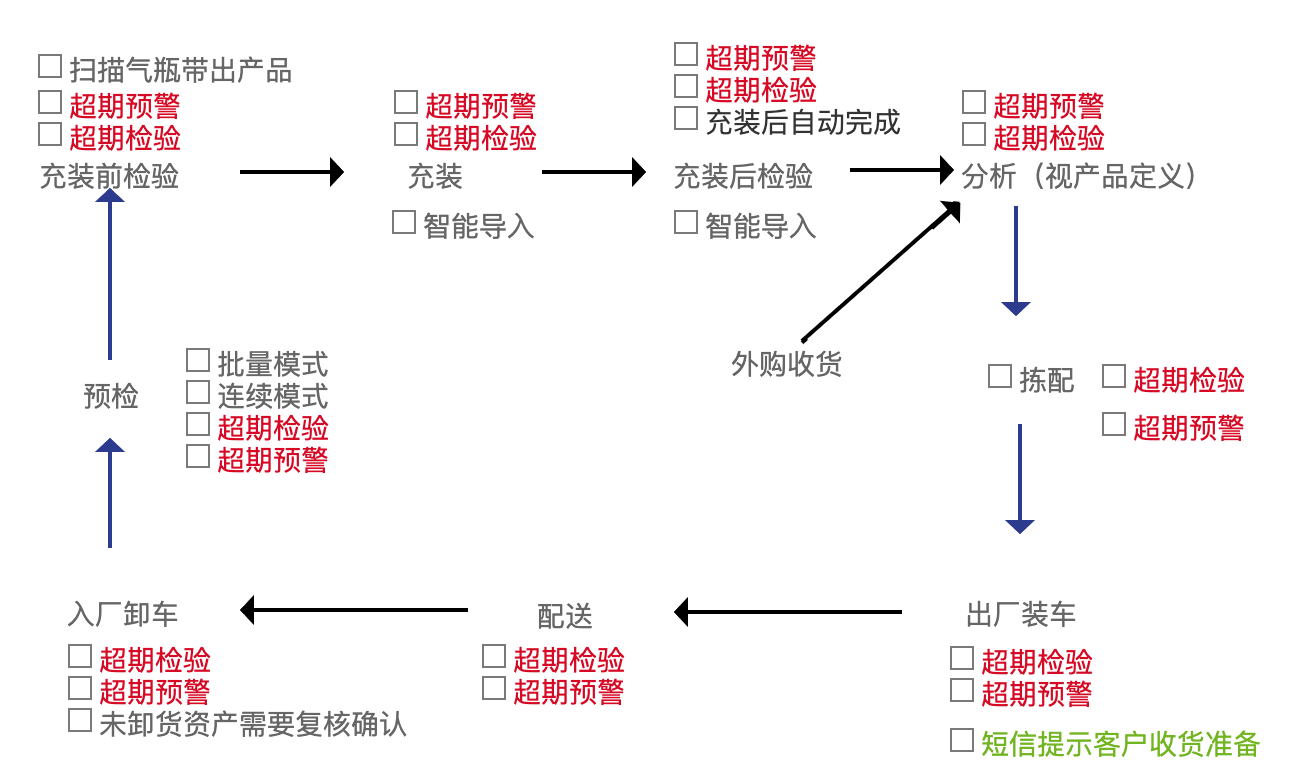 扫描气瓶带出产品
超期预警
超期检验
充装前检验
超期预警
超期检验
充装
智能导入
超期预警
超期检验
充装后自动完成
充装后检验
智能导入
超期预警
超期检验
分析（视产品定义）
预检
批量模式
连续模式
超期检验
超期预警
外购收货
拣配
超期检验
超期预警
入厂卸车
超期检验
超期预警
未卸货资产需要复核确认
配送
超期检验
超期预警
出厂装车
超期检验
超期预警
短信提示客户收货准备